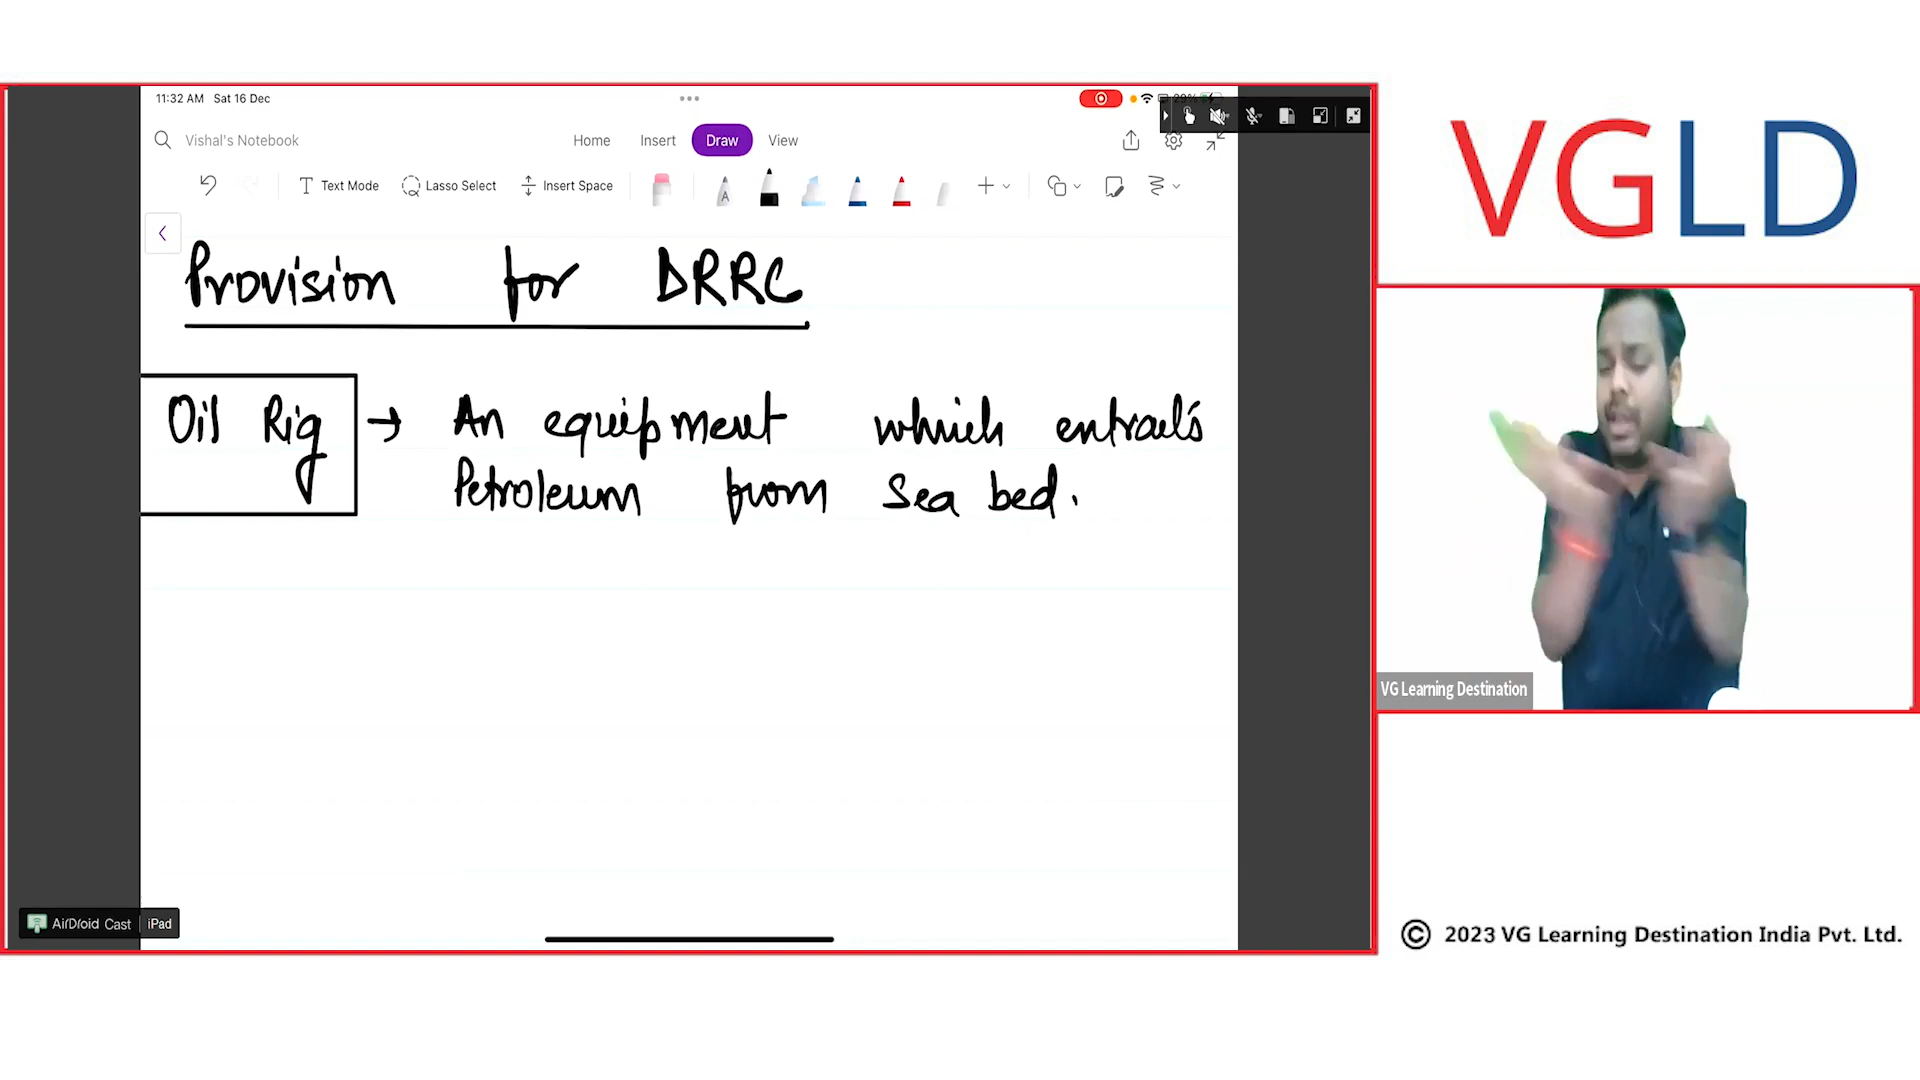 11:32 AM Sat 16 Dec
29%
Vishal's Notebook
Home Insert Draw View
Text Mode Lasso Select Insert Space
Provision for DRRC
Oil Rig → An equipment which entrails
Petroleum from Sea bed.
AirDroid Cast iPad
VGLD
VG Learning Destination
© 2023 VG Learning Destination India Pvt. Ltd.